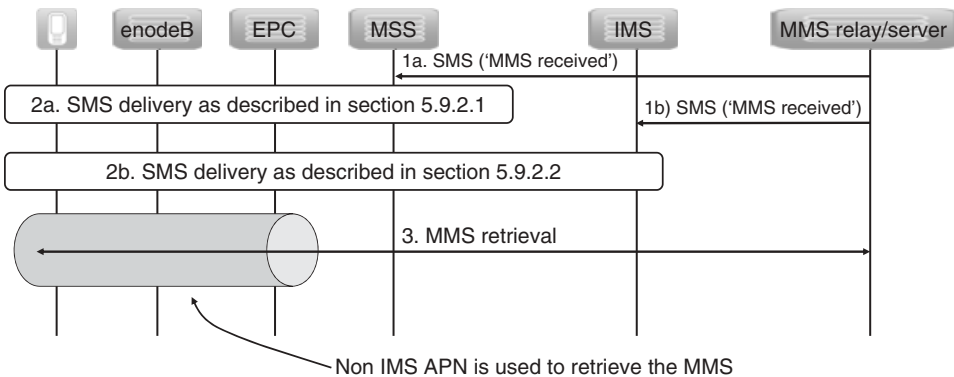 enodeB
EPC
MSS
IMS
MMS relay/server
1a. SMS (‘MMS received’)
2a. SMS delivery as described in section 5.9.2.1
1b) SMS (‘MMS received’)
2b. SMS delivery as described in section 5.9.2.2
3. MMS retrieval
Non IMS APN is used to retrieve the MMS